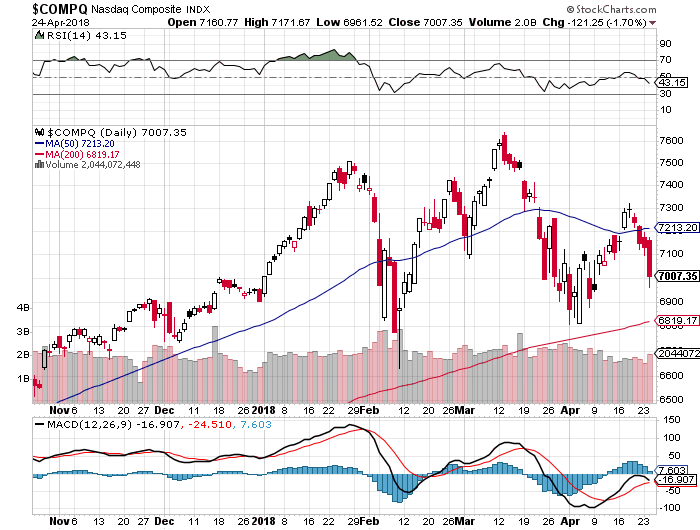 $COMPQ Nasdaq Composite INDX © StockCharts.com
24-Apr-2018 Open 7160.77 High 7171.67 Low 6961.52 Close 7007.35 Volume 2.0B Chg -121.25 (-1.70%)
RSI(14) 43.15
90
70
50
43.15
30
10
$COMPQ (Daily) 7007.35
MA(50) 7213.20
MA(200) 6819.17
Volume 2,044,072,448
7600
7500
7400
7300
7213.20
7100
7007.35
6900
4B
6819.17
3B
2B
2044072
1B
6600
6500
Nov 6 13 20 27 Dec 11 18 26 2018 8 16 22 29 Feb 12 20 26 Mar 12 19 26 Apr 9 16 23
MACD(12,26,9) -16.907, -24.510, 7.603
150
100
50
7.603
-16.907
-50
-100
Nov 6 13 20 27 Dec 11 18 26 2018 8 16 22 29 Feb 12 20 26 Mar 12 19 26 Apr 9 16 23